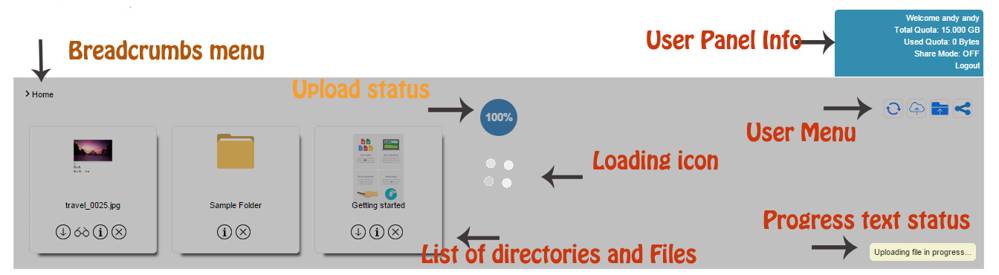 Welcome andy andy
Total Quota: 15.000 GB
Used Quota: 0 Bytes
Share Mode: OFF
Logout
User Panel Info
Breadcrumbs menu
> Home
Upload status
100%
User Menu
Loading icon
travel_0025.jpg
Sample Folder
Getting started
Progress text status
List of directories and Files
Uploading file in progress...